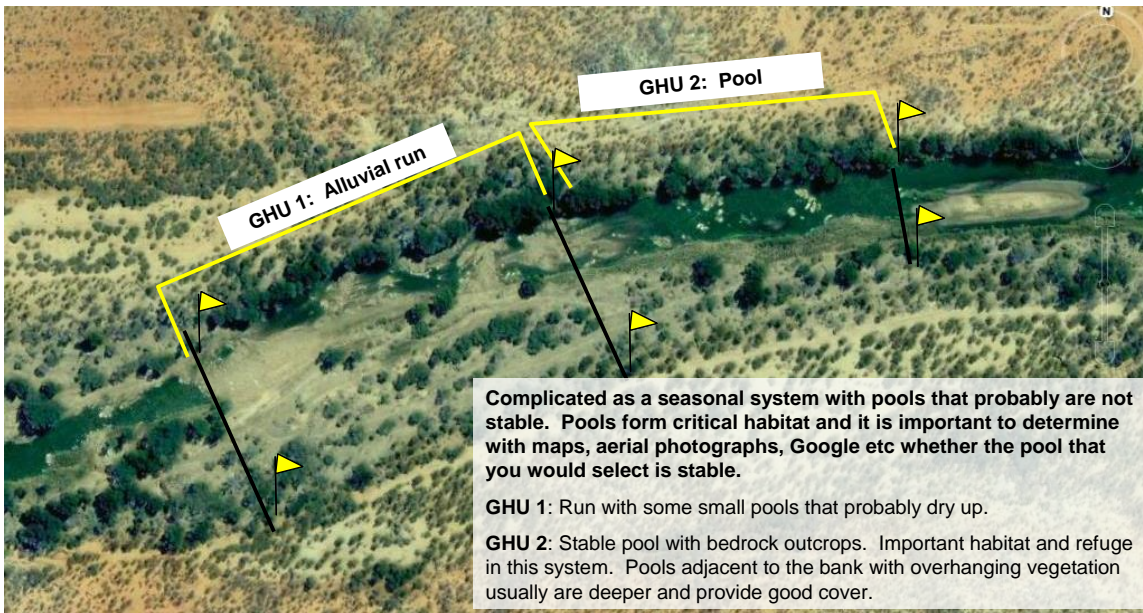 N
GHU 2: Pool
GHU 1: Alluvial run
Complicated as a seasonal system with pools that probably are not
stable. Pools form critical habitat and it is important to determine
with maps, aerial photographs, Google etc whether the pool that
you would select is stable.
GHU 1: Run with some small pools that probably dry up.
GHU 2: Stable pool with bedrock outcrops. Important habitat and refuge
in this system. Pools adjacent to the bank with overhanging vegetation
usually are deeper and provide good cover.